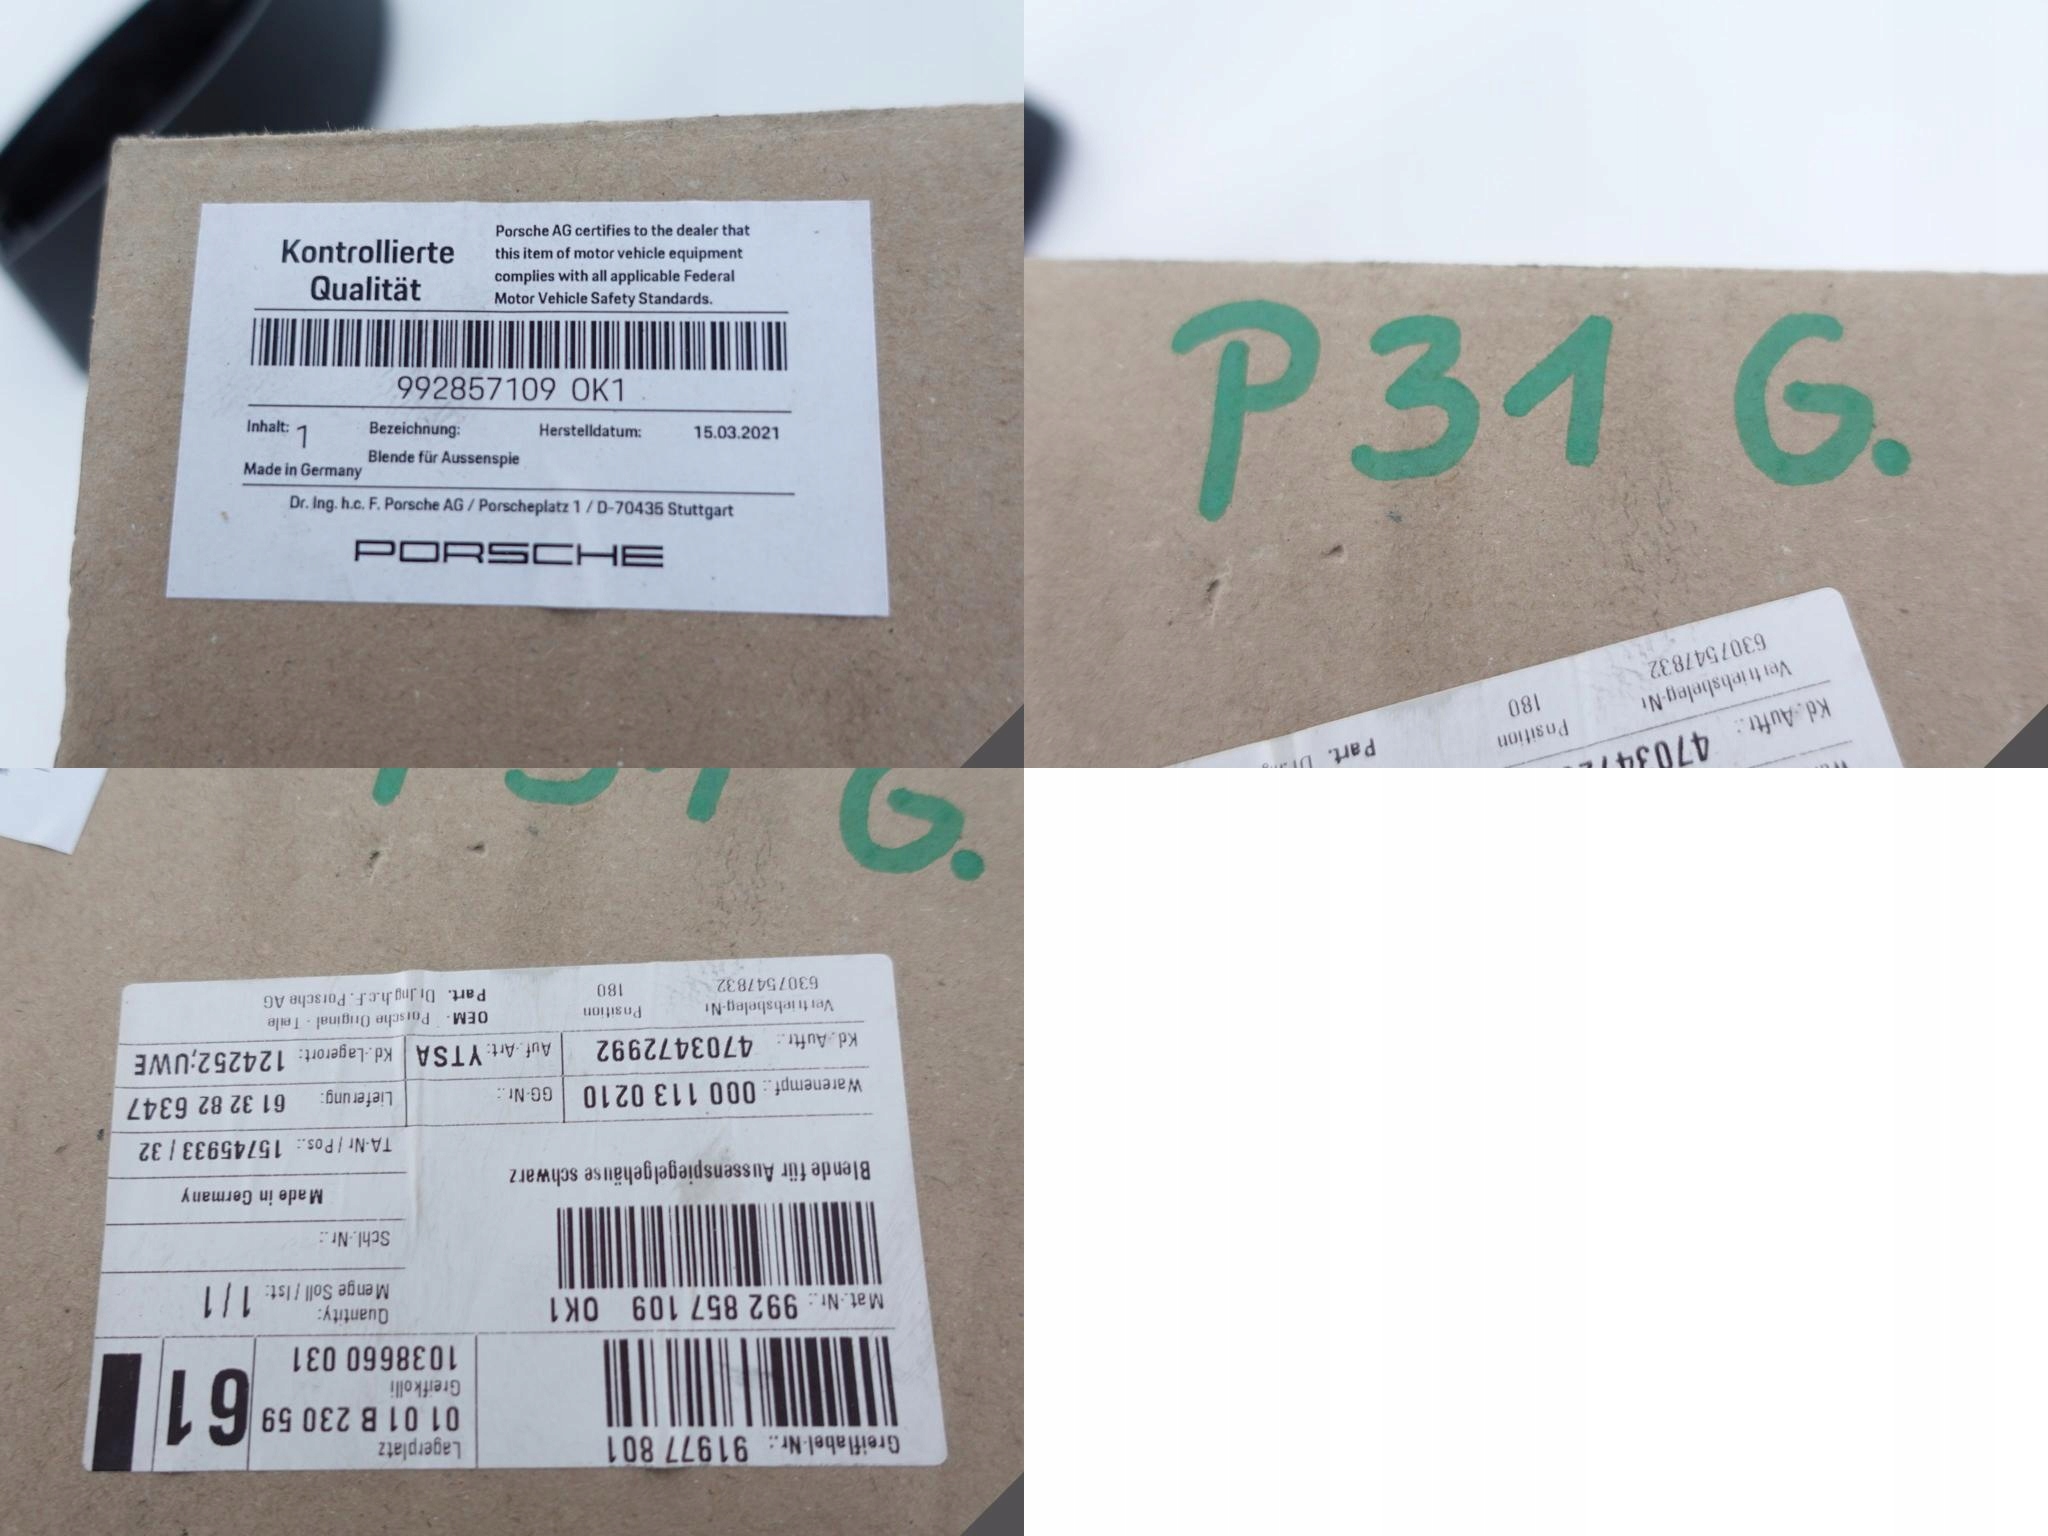 Kontrollierte
Qualität
Porsche AG certifies to the dealer that
this item of motor vehicle equipment
complies with all applicable Federal
Motor Vehicle Safety Standards.
992857109 OK1
Inhalt: 1
Bezeichnung:
Herstelldatum: 15.03.2021
Blende für Aussenspie
Made in Germany
Dr. Ing. h.c. F. Porsche AG / Porscheplatz 1 / D-70435 Stuttgart
PORSCHE
P31 G.
Kd.-Auftr.:
Vertriebsbeleg-Nr
6307547832
Position
180
Part.
G.
Greiflabel-Nr.: 91977 801
Lagerplatz
01 01 B 230 59
Greifkolli
1038660 031
61
Mat.-Nr.: 992 857 109 OK1
Quantity:
Menge Soll / Ist: 1 / 1
Schl.-Nr.:
Blende für Aussenspiegelgehäuse schwarz
Made in Germany
TA-Nr / Pos.: 15745933 / 32
Warenempf.: 000 113 0210
GG-Nr.:
Lieferung: 61 32 82 6347
Kd.-Auftr.: 4703472992
Auf.-Art: YTSA
Kd.-Lagerort: 124252;UWE
Vertriebsbeleg-Nr
6307547832
Position
180
OEM - Porsche Original - Teile
Part. Dr.Ing.h.c.F. Porsche AG